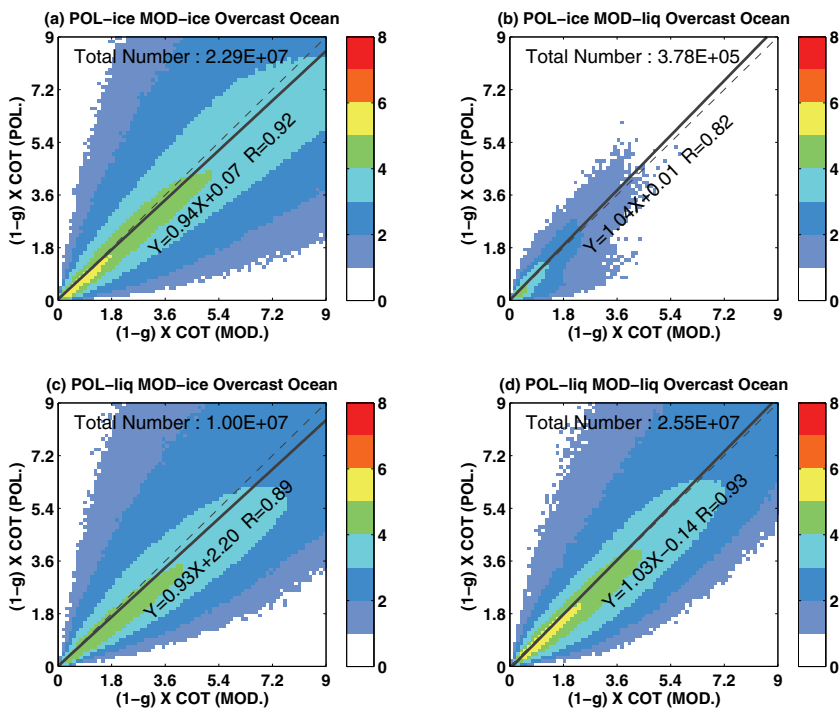 (a) POL−ice MOD−ice Overcast Ocean
Total Number : 2.29E+07
Y=0.94X+0.07 R=0.92
(1−g) X COT (POL.)
9
7.2
5.4
3.6
1.8
0
0 1.8 3.6 5.4 7.2 9
(1−g) X COT (MOD.)
8
6
4
2
0
(b) POL−ice MOD−liq Overcast Ocean
Total Number : 3.78E+05
Y=1.04X+0.01 R=0.82
(1−g) X COT (POL.)
9
7.2
5.4
3.6
1.8
0
0 1.8 3.6 5.4 7.2 9
(1−g) X COT (MOD.)
8
6
4
2
0
(c) POL−liq MOD−ice Overcast Ocean
Total Number : 1.00E+07
Y=0.93X+2.20 R=0.89
(1−g) X COT (POL.)
9
7.2
5.4
3.6
1.8
0
0 1.8 3.6 5.4 7.2 9
(1−g) X COT (MOD.)
8
6
4
2
0
(d) POL−liq MOD−liq Overcast Ocean
Total Number : 2.55E+07
Y=1.03X−0.14 R=0.93
(1−g) X COT (POL.)
9
7.2
5.4
3.6
1.8
0
0 1.8 3.6 5.4 7.2 9
(1−g) X COT (MOD.)
8
6
4
2
0